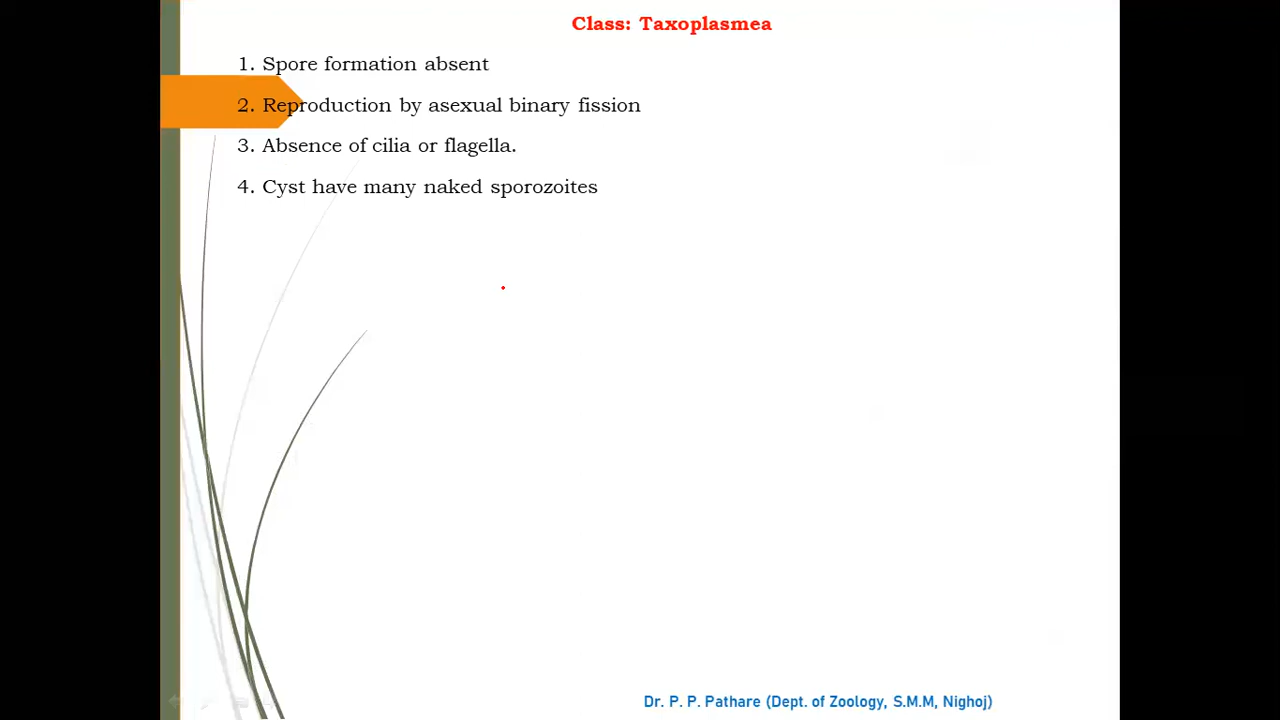 Class: Taxoplasmea
1. Spore formation absent
2. Reproduction by asexual binary fission
3. Absence of cilia or flagella.
4. Cyst have many naked sporozoites
Dr. P. P. Pathare (Dept. of Zoology, S.M.M, Nighoj)